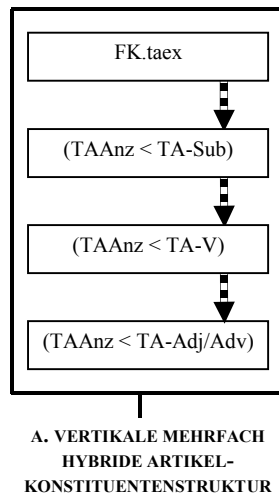 FK.taex
(TAAnz < TA-Sub)
(TAAnz < TA-V)
(TAAnz < TA-Adj/Adv)
A. VERTIKALE MEHRFACH
HYBRIDE ARTIKEL-
KONSTITUENTENSTRUKTUR